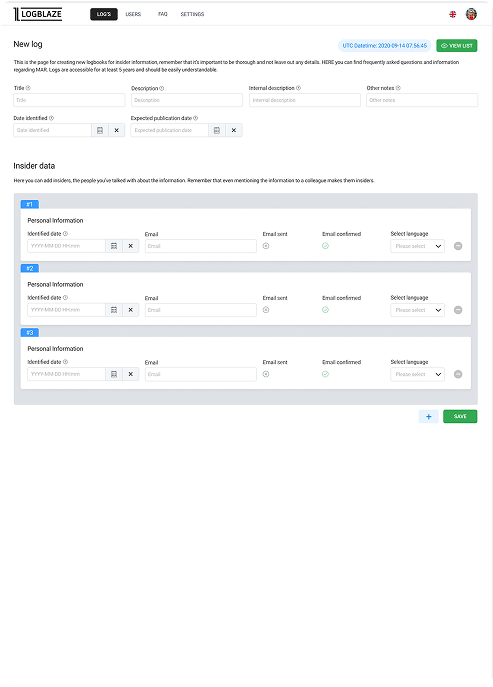 LOGBLAZE
LOG'S USERS FAQ SETTINGS
New log
UTC Datetime: 2020-09-14 07:56:45
VIEW LIST
This is the page for creating new logbooks for insider information, remember that it's important to be thorough and not leave out any details. HERE you can find frequently asked questions and information
regarding MAR. Logs are accessible for at least 5 years and should be easily understandable.
Title Description Internal description Other notes
Title Description Internal description Other notes
Date identified Expected publication date
Date identified Expected publication date
Insider data
Here you can add insiders, the people you've talked with about the information. Remember that even mentioning the information to a colleague makes them insiders.
#1
Personal Information
Identified date Email Email sent Email confirmed Select language
YYYY-MM-DD HH:mm Email Please select
#2
Personal Information
Identified date Email Email sent Email confirmed Select language
YYYY-MM-DD HH:mm Email Please select
#3
Personal Information
Identified date Email Email sent Email confirmed Select language
YYYY-MM-DD HH:mm Email Please select
+ SAVE